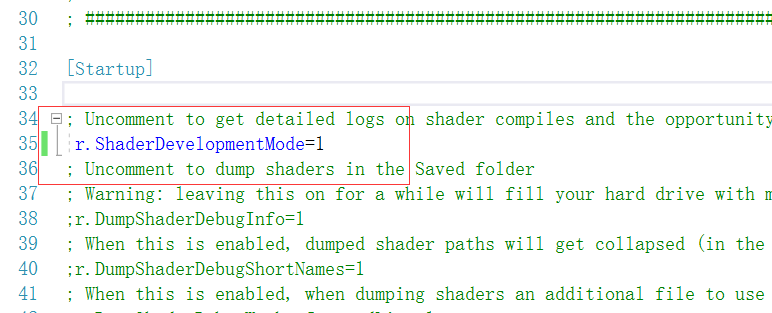 30 ; ####################################################################
31
32 [Startup]
33
34 ; Uncomment to get detailed logs on shader compiles and the opportunity
35 r.ShaderDevelopmentMode=1
36 ; Uncomment to dump shaders in the Saved folder
37 ; Warning: leaving this on for a while will fill your hard drive with m
38 ;r.DumpShaderDebugInfo=1
39 ; When this is enabled, dumped shader paths will get collapsed (in the
40 ;r.DumpShaderDebugShortNames=1
41 ; When this is enabled, when dumping shaders an additional file to use